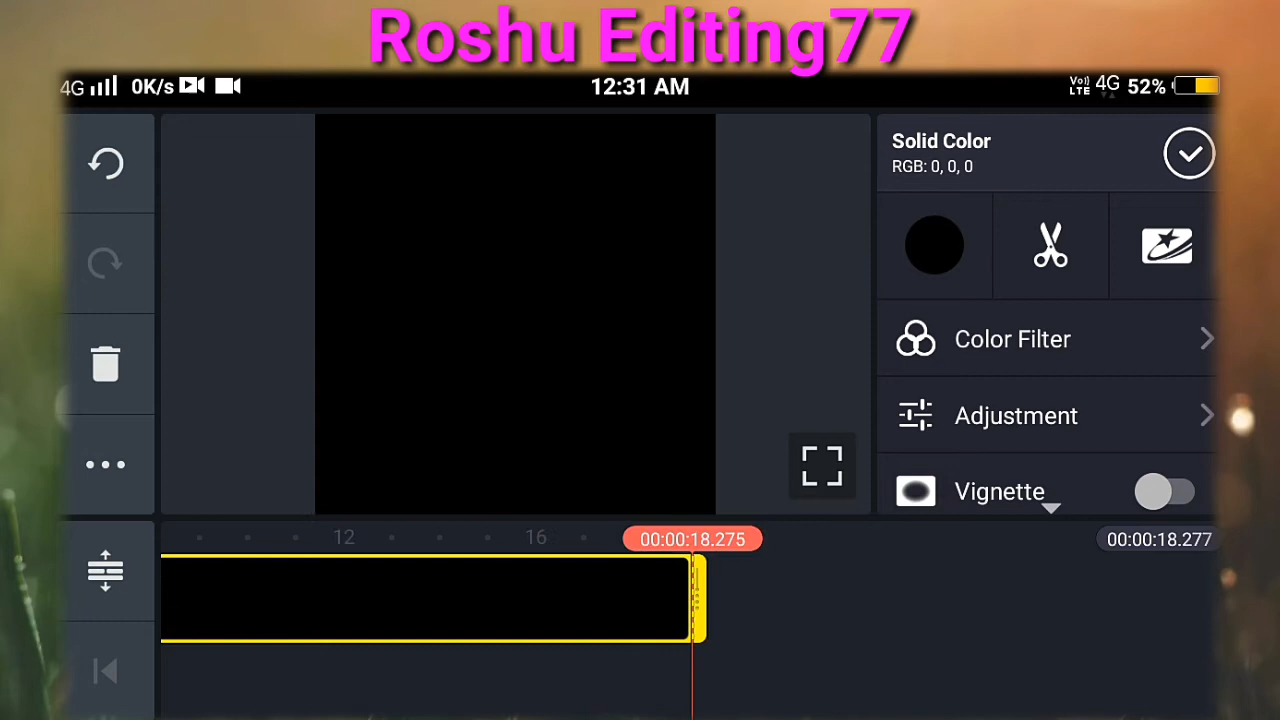 Roshu Editing77
4G 0K/s 12:31 AM Vo) LTE 4G 52%
Solid Color
RGB: 0, 0, 0
Color Filter
Adjustment
Vignette
12 16 00:00:18.275 00:00:18.277